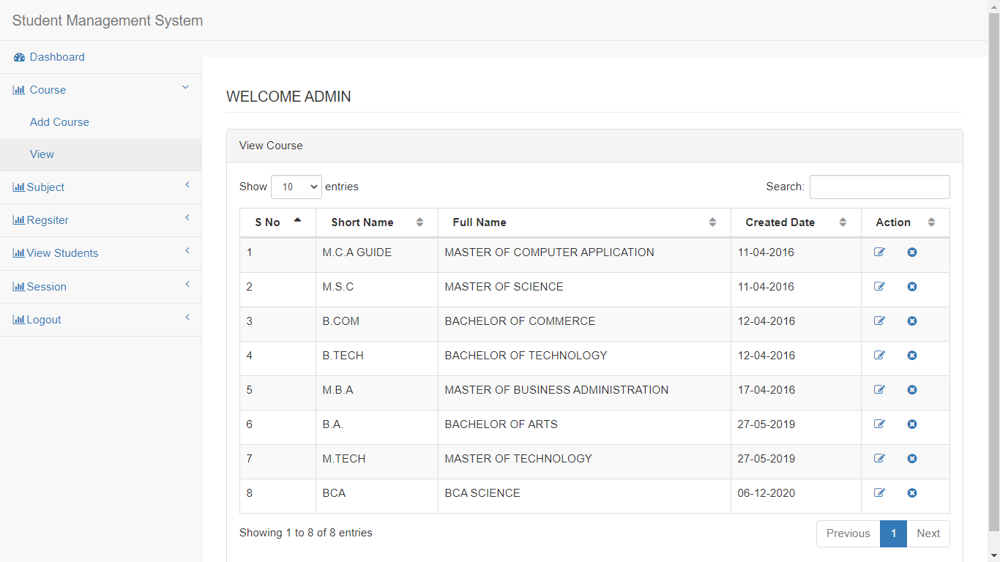 Student Management System
Dashboard
Course
Add Course
View
Subject
Regsiter
View Students
Session
Logout
WELCOME ADMIN
View Course
Show 10 entries Search:
S No Short Name Full Name Created Date Action
1 M.C.A GUIDE MASTER OF COMPUTER APPLICATION 11-04-2016
2 M.S.C MASTER OF SCIENCE 11-04-2016
3 B.COM BACHELOR OF COMMERCE 12-04-2016
4 B.TECH BACHELOR OF TECHNOLOGY 12-04-2016
5 M.B.A MASTER OF BUSINESS ADMINISTRATION 17-04-2016
6 B.A. BACHELOR OF ARTS 27-05-2019
7 M.TECH MASTER OF TECHNOLOGY 27-05-2019
8 BCA BCA SCIENCE 06-12-2020
Showing 1 to 8 of 8 entries Previous 1 Next